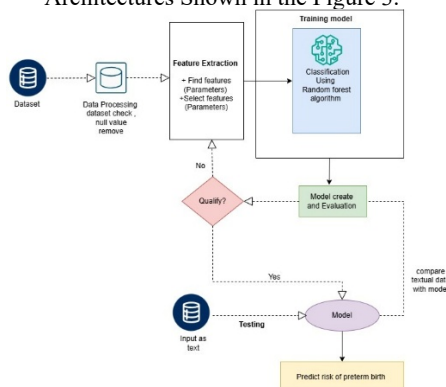 Architectures Shown in the Figure 3.
Training model
Feature Extraction
+ Find features
(Parameters)
+Select features
(Parameters)
Classification
Using
Random forest
algorithm
Dataset
Data Processing
dataset check ,
null value
remove
No
Qualify?
Model create
and Evaluation
Yes
compare
textual dat
with mode
Input as
text
Testing
Model
Predict risk of preterm birth